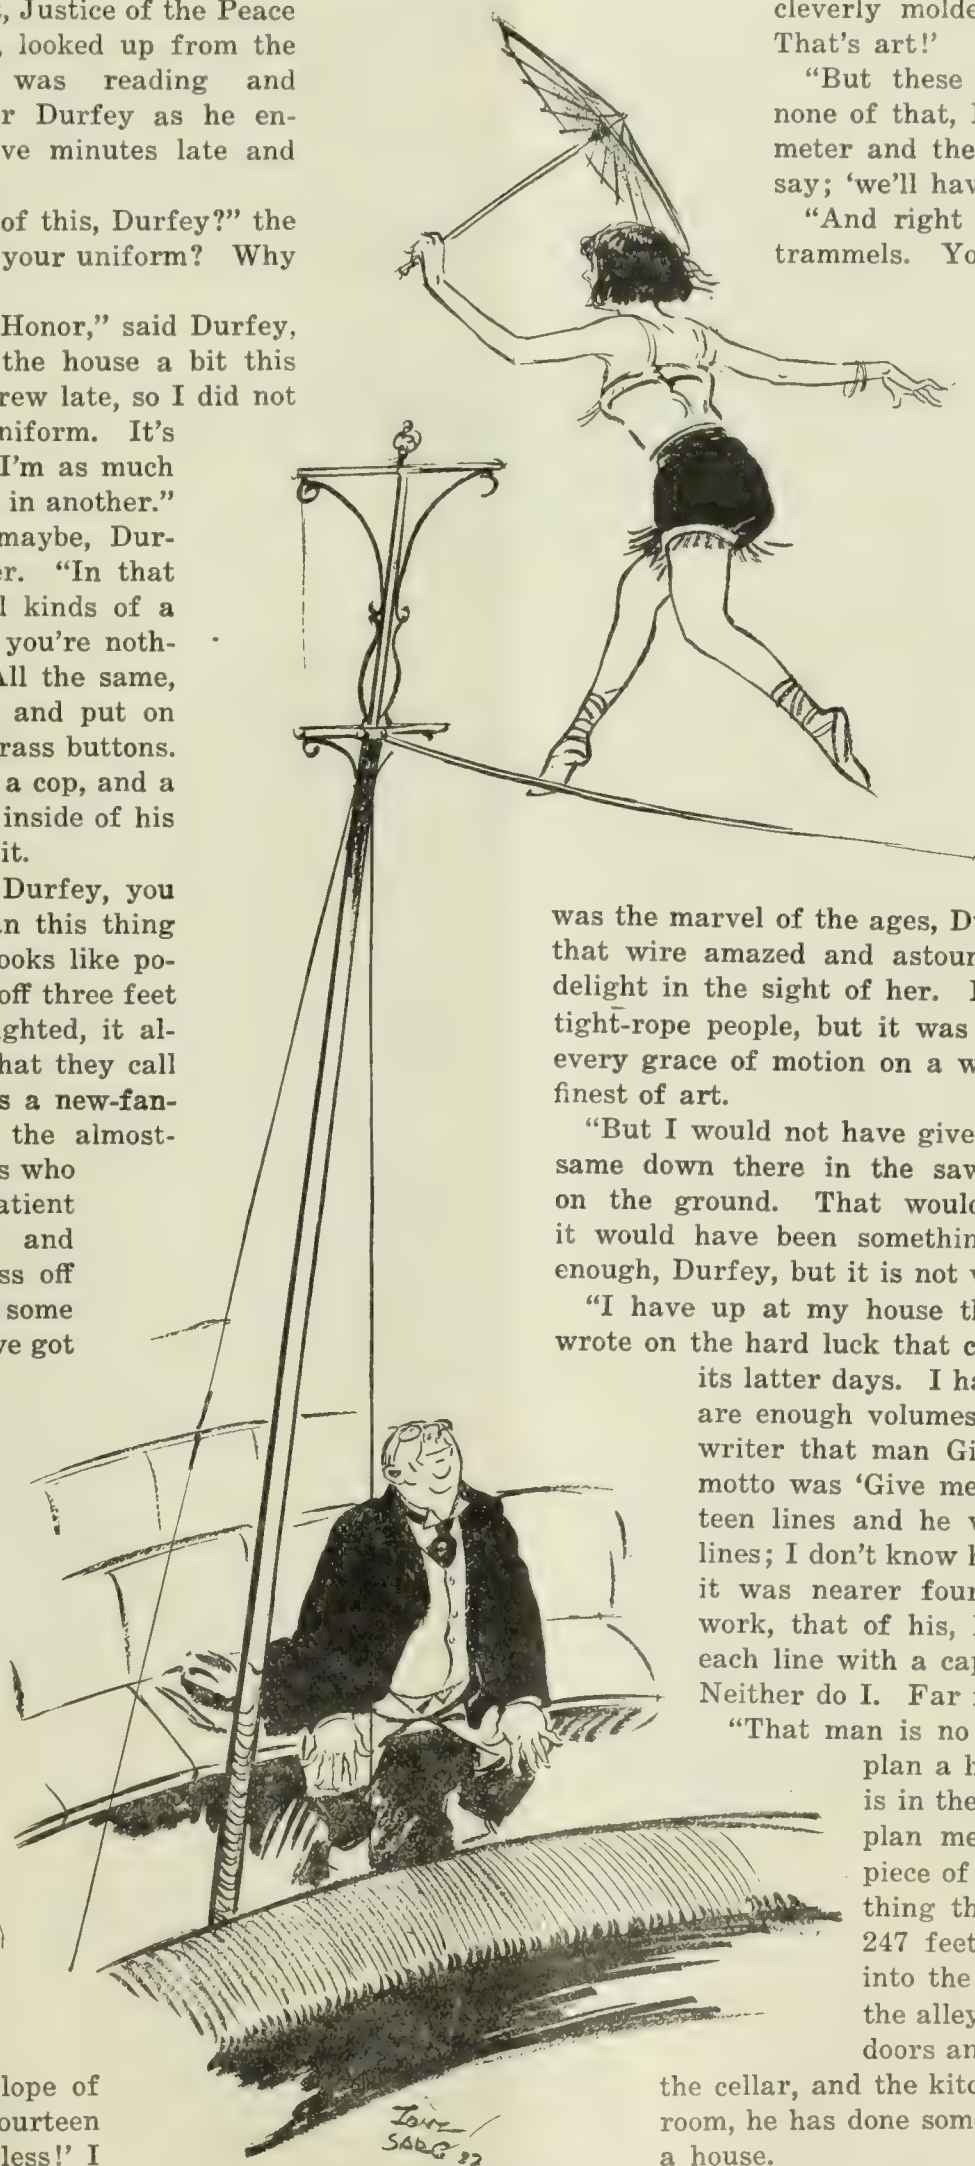 , Justice of the Peace
, looked up from the
was reading and
r Durfey as he en-
ve minutes late and
of this, Durfey?” the
your uniform? Why
Honor,” said Durfey,
the house a bit this
rew late, so I did not
niform. It's
I'm as much
in another.”
maybe, Dur-
er. “In that
l kinds of a
you're noth-
All the same,
and put on
rass buttons.
a cop, and a
inside of his
it.
Durfey, you
n this thing
ooks like po-
off three feet
ghted, it al-
hat they call
s a new-fan-
the almost-
s who
atient
and
ss off
some
ve got
lope of
ourteen
less!’ I
cleverly molde
That's art!’
“But these
none of that, 
meter and the
say; ‘we'll hav
“And right
trammels. Yo
was the marvel of the ages, Du
that wire amazed and astour
delight in the sight of her. I
tight-rope people, but it was
every grace of motion on a w
finest of art.
“But I would not have give
same down there in the saw
on the ground. That would
it would have been somethin
enough, Durfey, but it is not v
“I have up at my house th
wrote on the hard luck that c
its latter days. I ha
are enough volumes
writer that man Gi
motto was ‘Give me
teen lines and he w
lines; I don't know h
it was nearer four
work, that of his, 
each line with a cap
Neither do I. Far 
“That man is no
plan a h
is in the
plan me
piece of
thing th
247 feet
into the
the alley
doors an
the cellar, and the kitc
room, he has done som
a house.
Tony
SARG 22